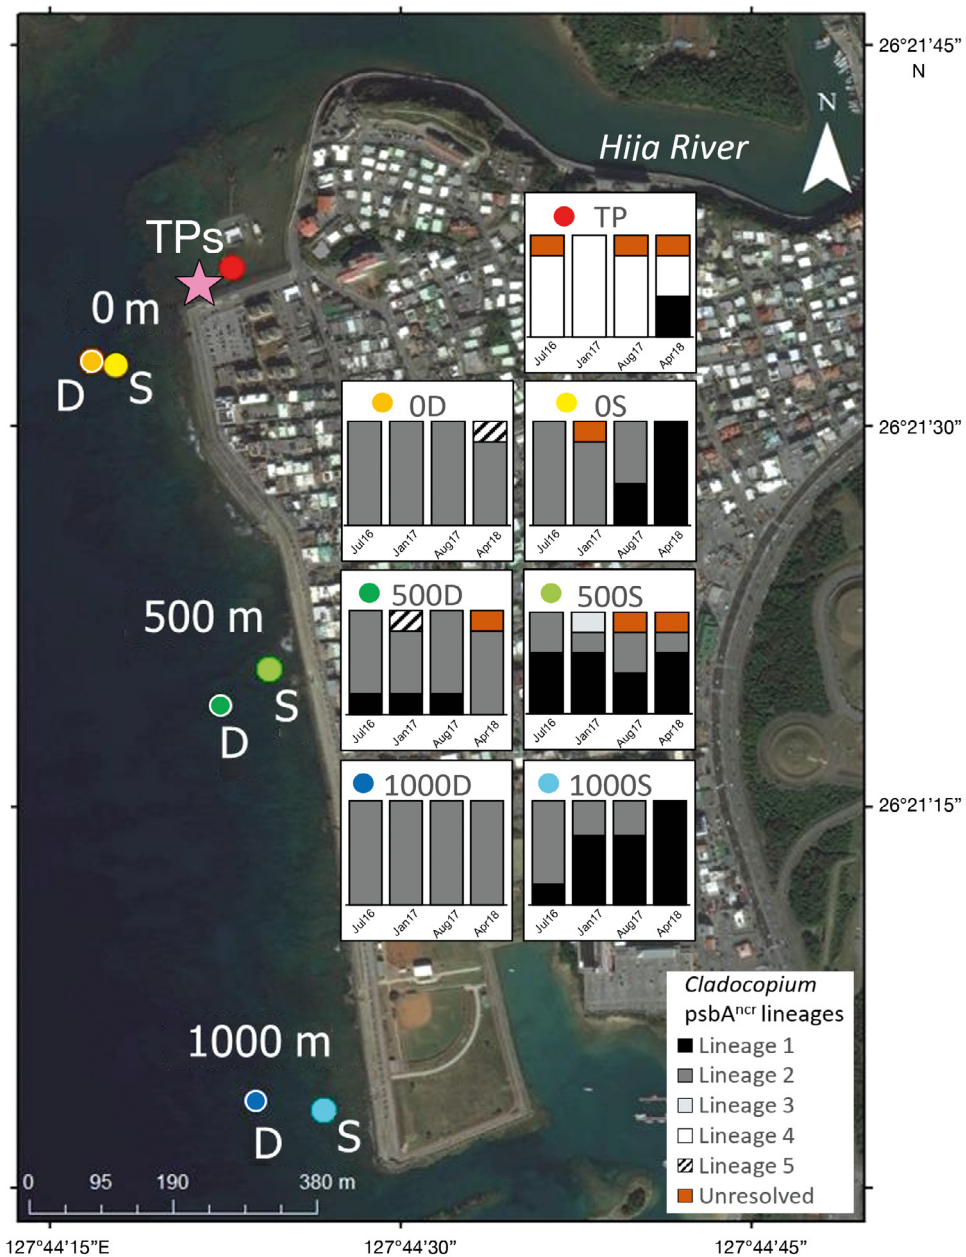 26°21'45"
N
N
Hija River
TP
TPs
Jul16 Jan17 Aug17 Apr18
0 m
D S
0D 0S
Jul16 Jan17 Aug17 Apr18 Jul16 Jan17 Aug17 Apr18
26°21'30"
500D 500S
500 m
S
D
Jul16 Jan17 Aug17 Apr18 Jul16 Jan17 Aug17 Apr18
1000D 1000S
26°21'15"
Jul16 Jan17 Aug17 Apr18 Jul16 Jan17 Aug17 Apr18
1000 m
D S
Cladocopium
psbAncr lineages
Lineage 1
Lineage 2
Lineage 3
Lineage 4
Lineage 5
Unresolved
0 95 190 380 m
127°44'15"E 127°44'30" 127°44'45"